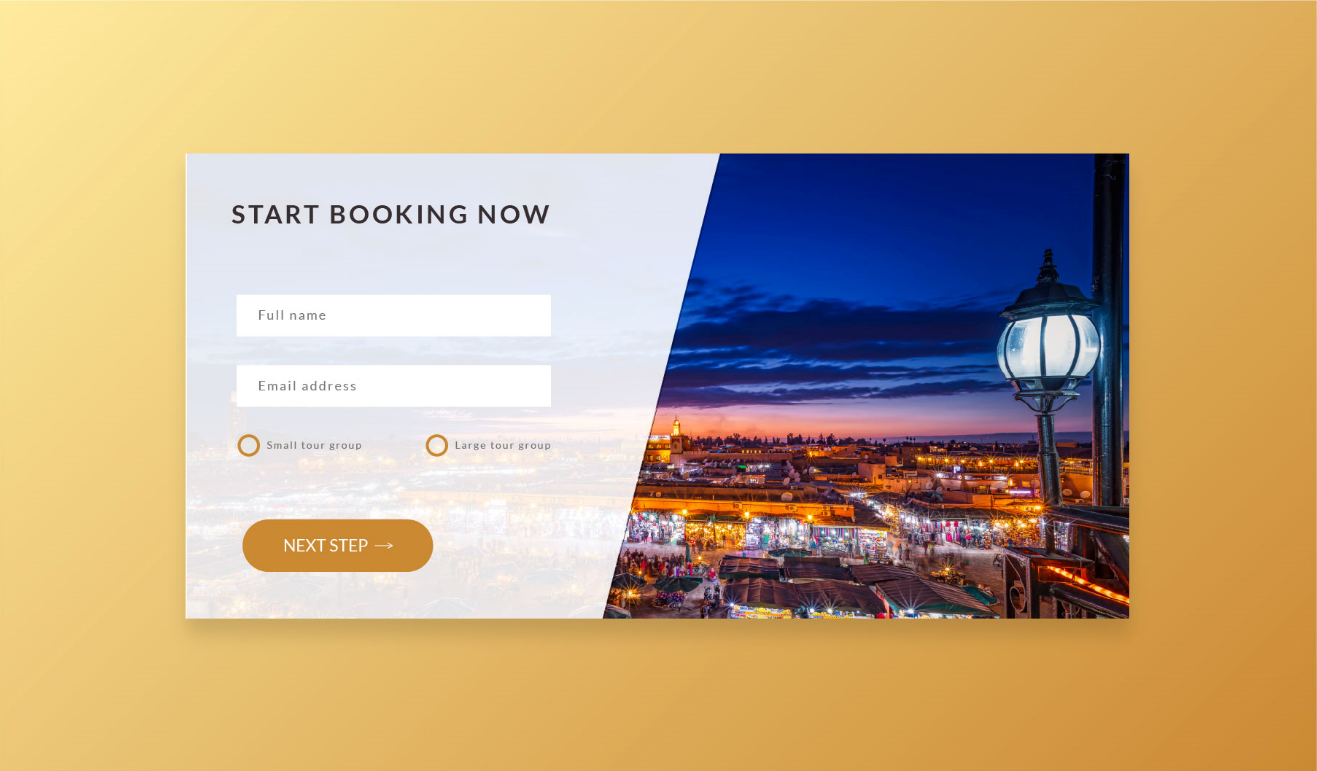 START BOOKING NOW
Full name
Email address
Small tour group Large tour group
NEXT STEP →